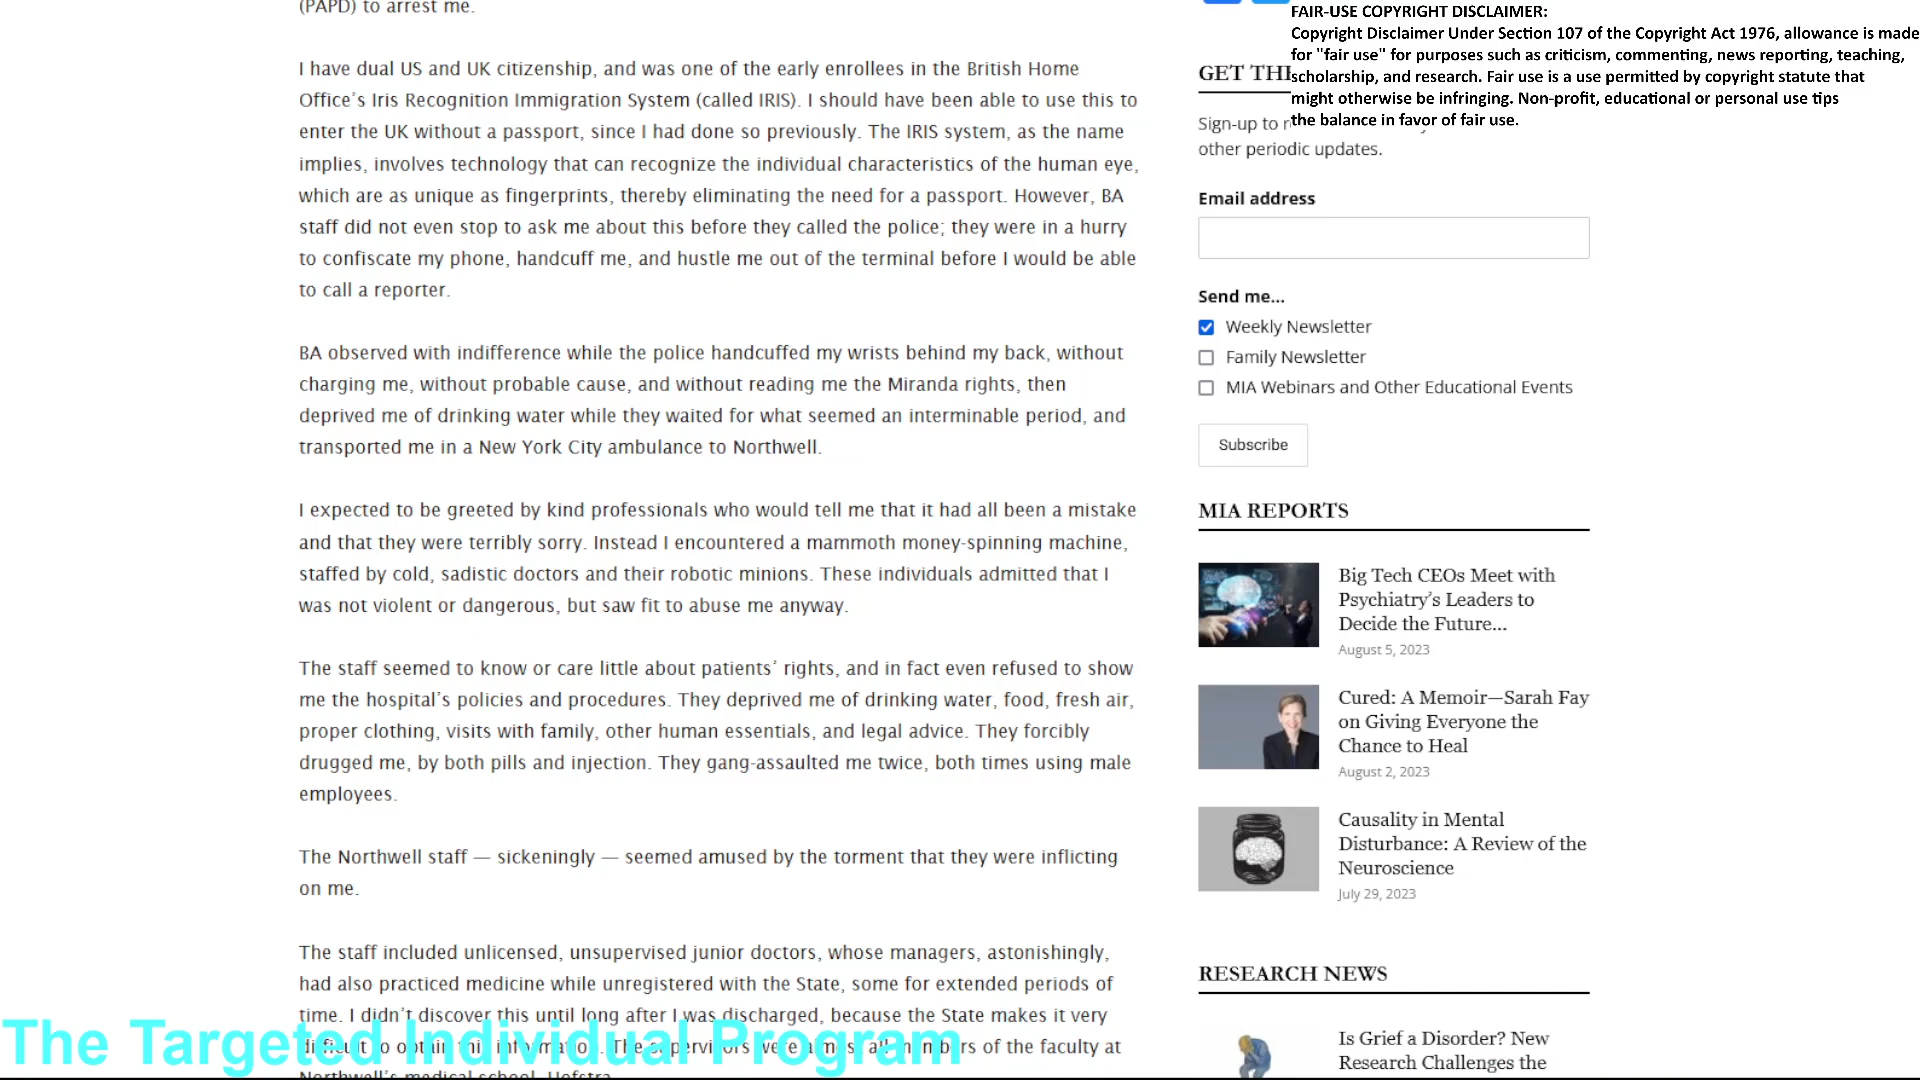 (PAPD) to arrest me.
I have dual US and UK citizenship, and was one of the early enrollees in the British Home
Office’s Iris Recognition Immigration System (called IRIS). I should have been able to use this to
enter the UK without a passport, since I had done so previously. The IRIS system, as the name
implies, involves technology that can recognize the individual characteristics of the human eye,
which are as unique as fingerprints, thereby eliminating the need for a passport. However, BA
staff did not even stop to ask me about this before they called the police; they were in a hurry
to confiscate my phone, handcuff me, and hustle me out of the terminal before I would be able
to call a reporter.
BA observed with indifference while the police handcuffed my wrists behind my back, without
charging me, without probable cause, and without reading me the Miranda rights, then
deprived me of drinking water while they waited for what seemed an interminable period, and
transported me in a New York City ambulance to Northwell.
I expected to be greeted by kind professionals who would tell me that it had all been a mistake
and that they were terribly sorry. Instead I encountered a mammoth money-spinning machine,
staffed by cold, sadistic doctors and their robotic minions. These individuals admitted that I
was not violent or dangerous, but saw fit to abuse me anyway.
The staff seemed to know or care little about patients’ rights, and in fact even refused to show
me the hospital’s policies and procedures. They deprived me of drinking water, food, fresh air,
proper clothing, visits with family, other human essentials, and legal advice. They forcibly
drugged me, by both pills and injection. They gang-assaulted me twice, both times using male
employees.
The Northwell staff — sickeningly — seemed amused by the torment that they were inflicting
on me.
The staff included unlicensed, unsupervised junior doctors, whose managers, astonishingly,
had also practiced medicine while unregistered with the State, some for extended periods of
time. I didn’t discover this until long after I was discharged, because the State makes it very
difficult to obtain this information. The supervisors were almost all members of the faculty at
Northwell’s medical school, Hofstra
The Targeted Individual Program
FAIR-USE COPYRIGHT DISCLAIMER:
Copyright Disclaimer Under Section 107 of the Copyright Act 1976, allowance is made
for "fair use" for purposes such as criticism, commenting, news reporting, teaching,
scholarship, and research. Fair use is a use permitted by copyright statute that
might otherwise be infringing. Non-profit, educational or personal use tips
the balance in favor of fair use.
GET THE
Sign-up to
other periodic updates.
Email address
Send me...
Weekly Newsletter
Family Newsletter
MIA Webinars and Other Educational Events
Subscribe
MIA REPORTS
Big Tech CEOs Meet with
Psychiatry’s Leaders to
Decide the Future...
August 5, 2023
Cured: A Memoir—Sarah Fay
on Giving Everyone the
Chance to Heal
August 2, 2023
Causality in Mental
Disturbance: A Review of the
Neuroscience
July 29, 2023
RESEARCH NEWS
Is Grief a Disorder? New
Research Challenges the